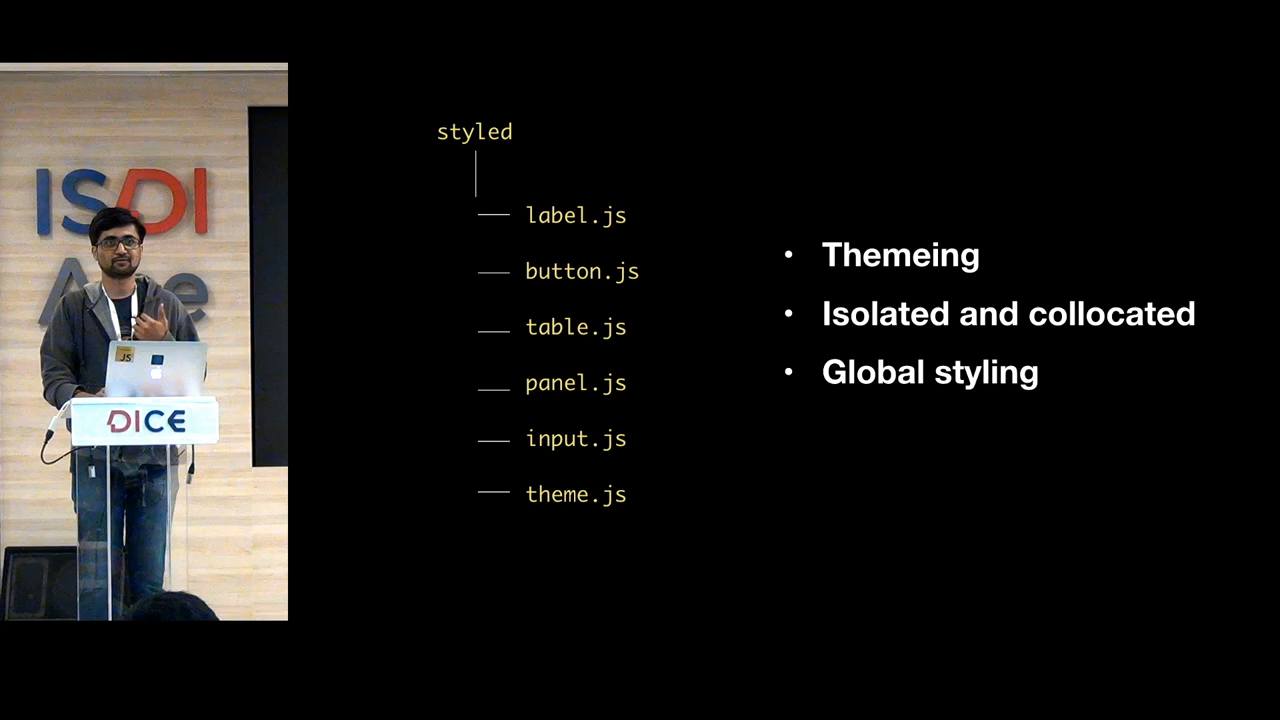 ISDI
DICE
JS
styled
label.js
button.js
table.js
panel.js
input.js
theme.js
• Themeing
• Isolated and collocated
• Global styling